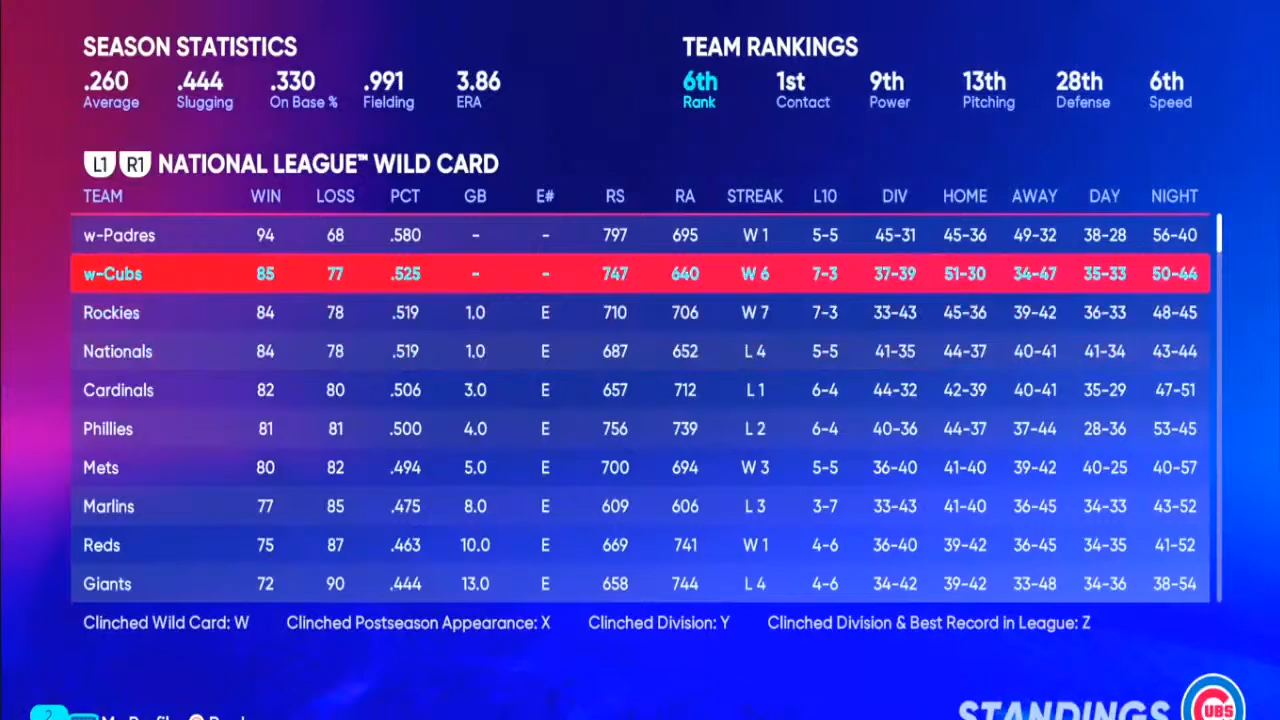 SEASON STATISTICS
.260 .444 .330 .991 3.86
Average Slugging On Base % Fielding ERA
TEAM RANKINGS
6th 1st 9th 13th 28th 6th
Rank Contact Power Pitching Defense Speed
L1 R1 NATIONAL LEAGUE™ WILD CARD
TEAM WIN LOSS PCT GB E# RS RA STREAK L10 DIV HOME AWAY DAY NIGHT
w-Padres 94 68 .580 - - 797 695 W 1 5-5 45-31 45-36 49-32 38-28 56-40
w-Cubs 85 77 .525 - - 747 640 W 6 7-3 37-39 51-30 34-47 35-33 50-44
Rockies 84 78 .519 1.0 E 710 706 W 7 7-3 33-43 45-36 39-42 36-33 48-45
Nationals 84 78 .519 1.0 E 687 652 L 4 5-5 41-35 44-37 40-41 41-34 43-44
Cardinals 82 80 .506 3.0 E 657 712 L 1 6-4 44-32 42-39 40-41 35-29 47-51
Phillies 81 81 .500 4.0 E 756 739 L 2 6-4 40-36 44-37 37-44 28-36 53-45
Mets 80 82 .494 5.0 E 700 694 W 3 5-5 36-40 41-40 39-42 40-25 40-57
Marlins 77 85 .475 8.0 E 609 606 L 3 3-7 33-43 41-40 36-45 34-33 43-52
Reds 75 87 .463 10.0 E 669 741 W 1 4-6 36-40 39-42 36-45 34-35 41-52
Giants 72 90 .444 13.0 E 658 744 L 4 4-6 34-42 39-42 33-48 34-36 38-54
Clinched Wild Card: W Clinched Postseason Appearance: X Clinched Division: Y Clinched Division & Best Record in League: Z
STANDINGS
CUBS
2 My Profile